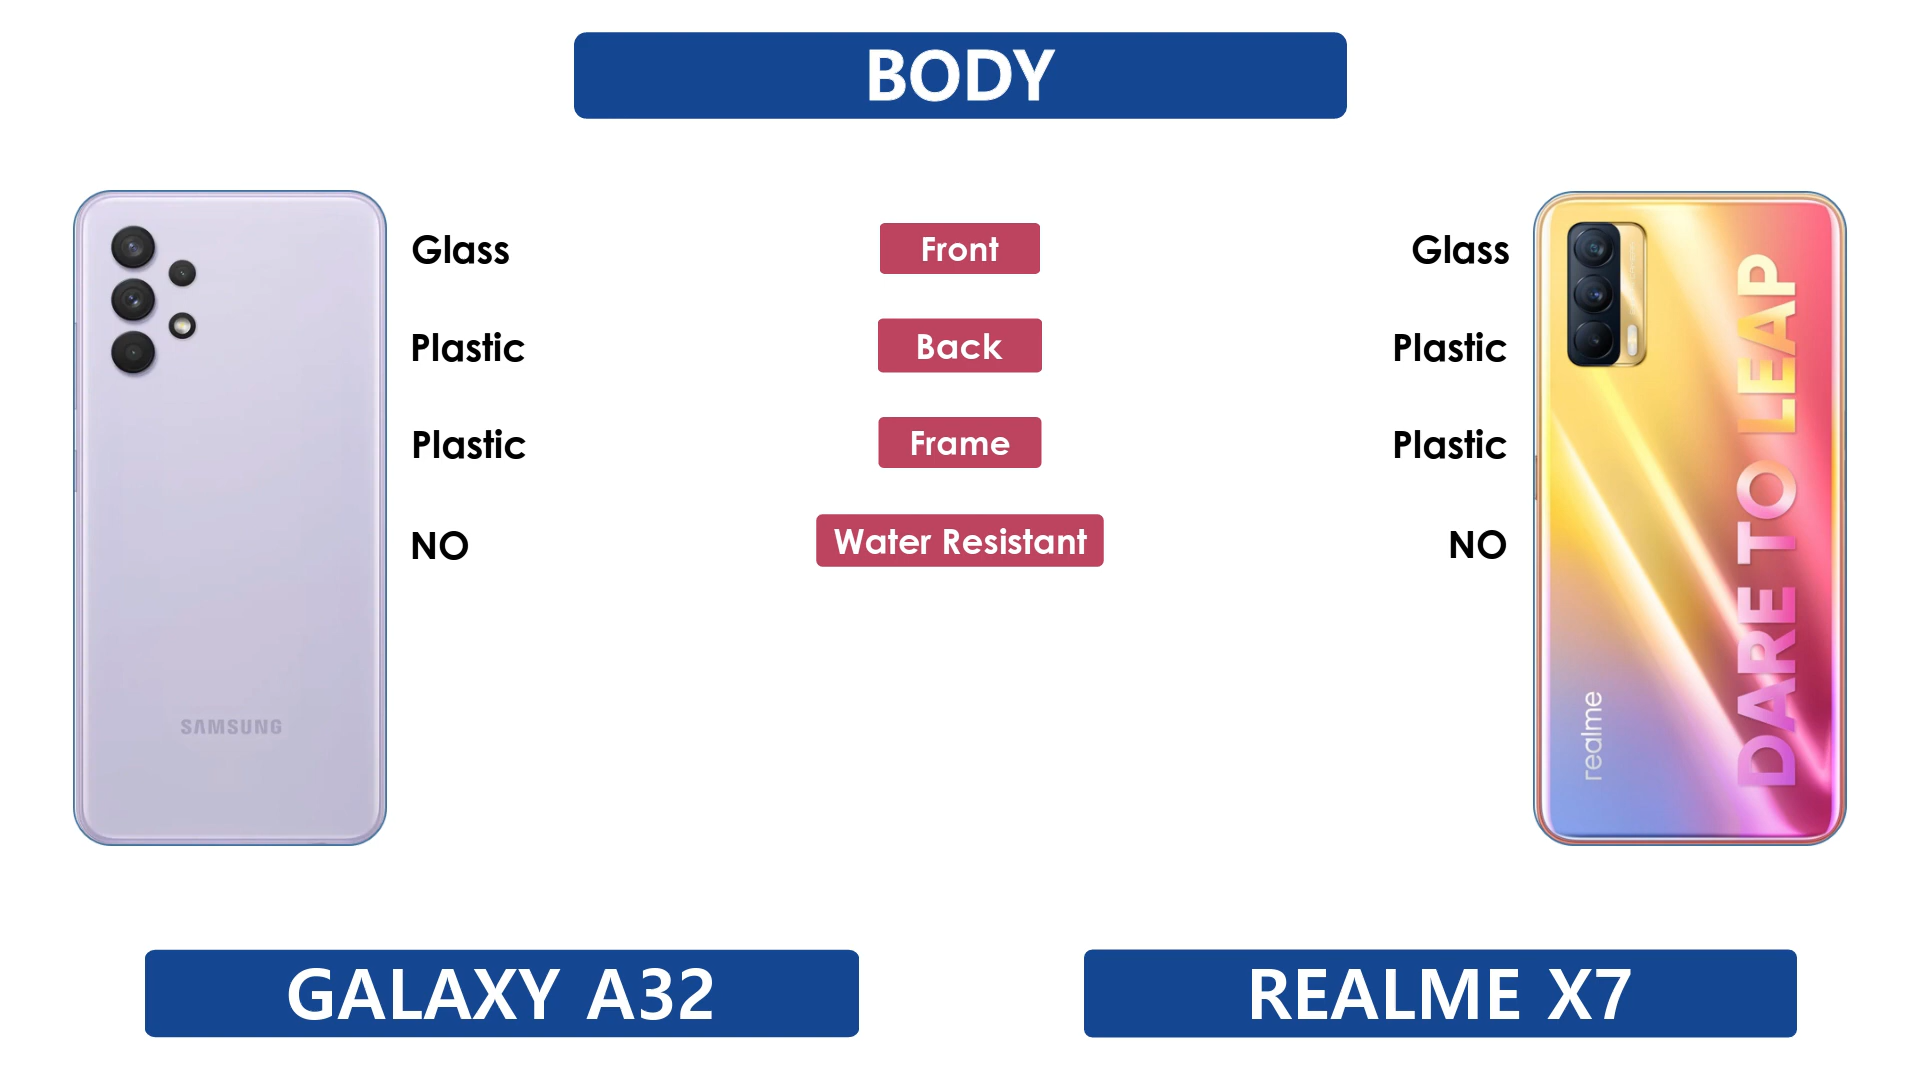 BODY
Glass Front Glass
Plastic Back Plastic
Plastic Frame Plastic
NO Water Resistant NO
SAMSUNG
realme
DARE TO LEAP
GALAXY A32
REALME X7